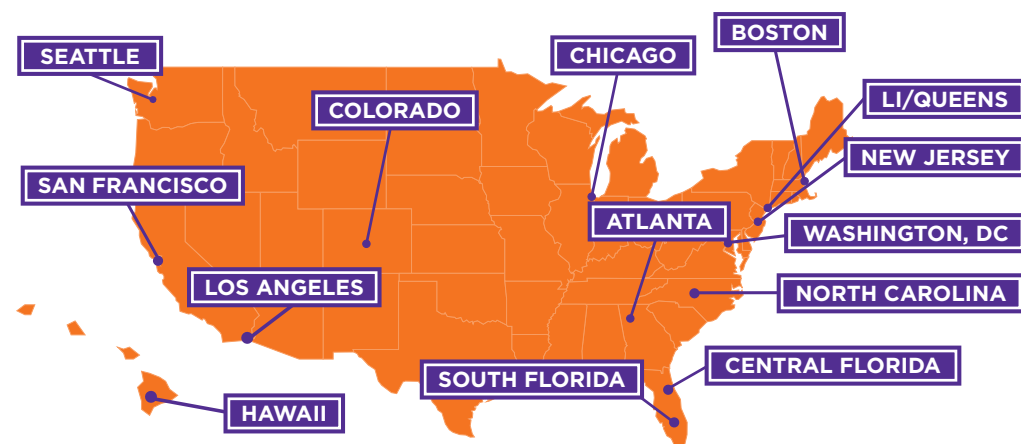 BOSTON
SEATTLE
CHICAGO
LI/QUEENS
COLORADO
NEW JERSEY
SAN FRANCISCO
ATLANTA
WASHINGTON, DC
LOS ANGELES
NORTH CAROLINA
CENTRAL FLORIDA
SOUTH FLORIDA
HAWAII